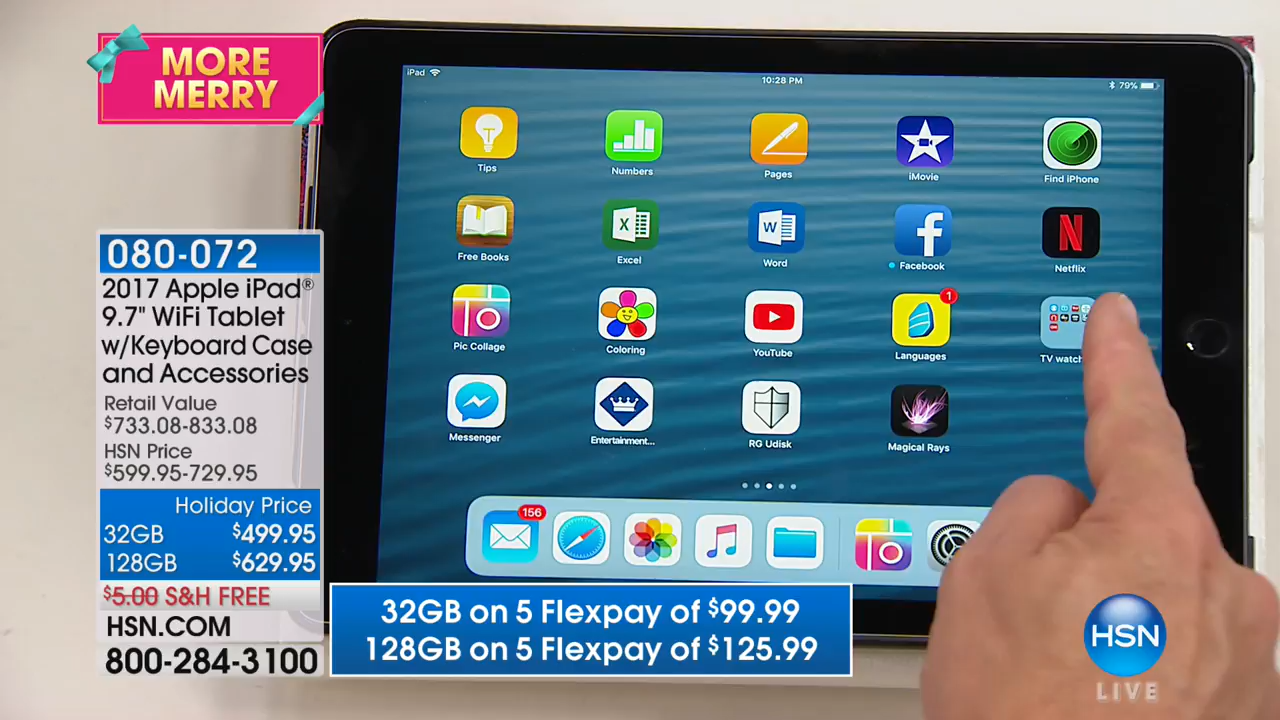 MORE
MERRY
080-072
2017 Apple iPad®
9.7" WiFi Tablet
w/Keyboard Case
and Accessories
Retail Value
$733.08-833.08
HSN Price
$599.95-729.95
Holiday Price
32GB $499.95
128GB $629.95
$5.00 S&H FREE
HSN.COM
800-284-3100
iPad 10:28 PM 79%
Tips Numbers Pages iMovie Find iPhone
Free Books Excel Word Facebook Netflix
Pic Collage Coloring YouTube Languages TV watch
1
Messenger Entertainment... RG Udisk Magical Rays
156
32GB on 5 Flexpay of $99.99
128GB on 5 Flexpay of $125.99
HSN
LIVE